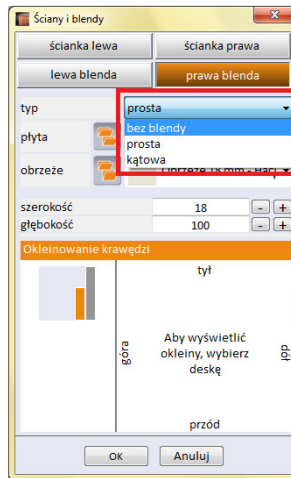 Ściany i blendy
ścianka lewa
ścianka prawa
lewa blenda
prawa blenda
typ
prosta
bez blendy
prosta
kątowa
płyta
obrzeże
szerokość
18
- +
głębokość
100
- +
Okleinowanie krawędzi
tył
góra
Aby wyświetlić
okleiny, wybierz
deskę
dół
przód
OK
Anuluj